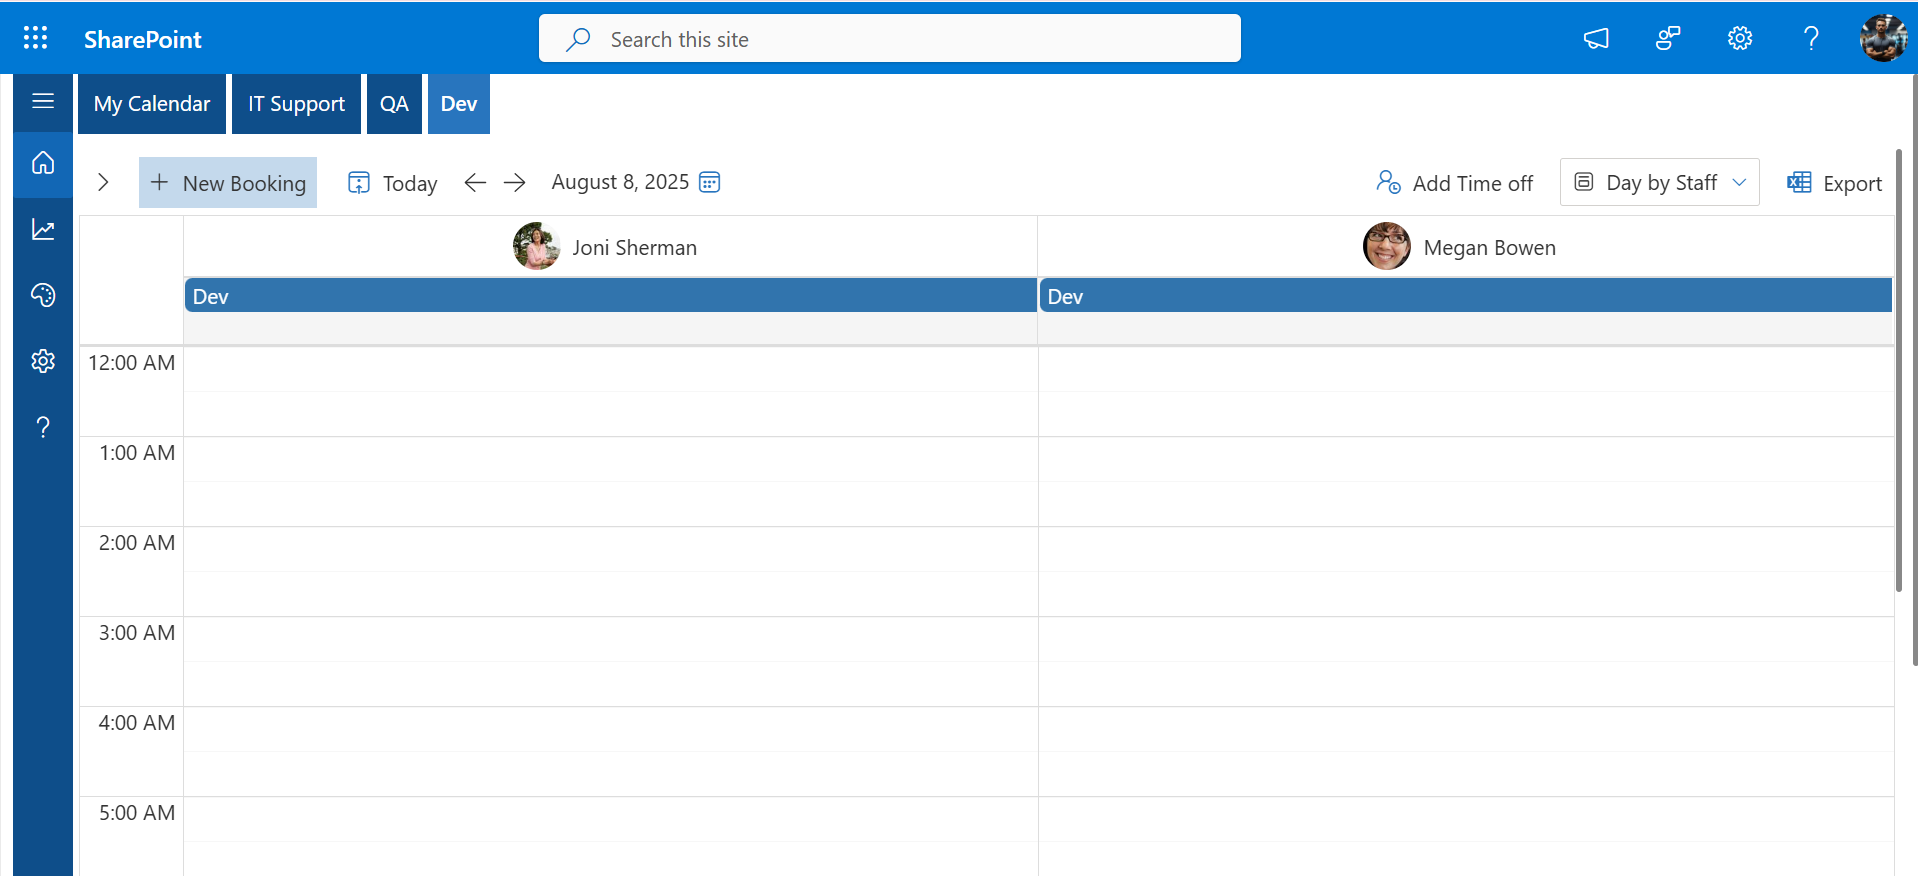 SharePoint
Search this site
My Calendar
IT Support
QA
Dev
New Booking
Today
August 8, 2025
Add Time off
Day by Staff
Export
Joni Sherman
Megan Bowen
Dev
Dev
12:00 AM
1:00 AM
2:00 AM
3:00 AM
4:00 AM
5:00 AM